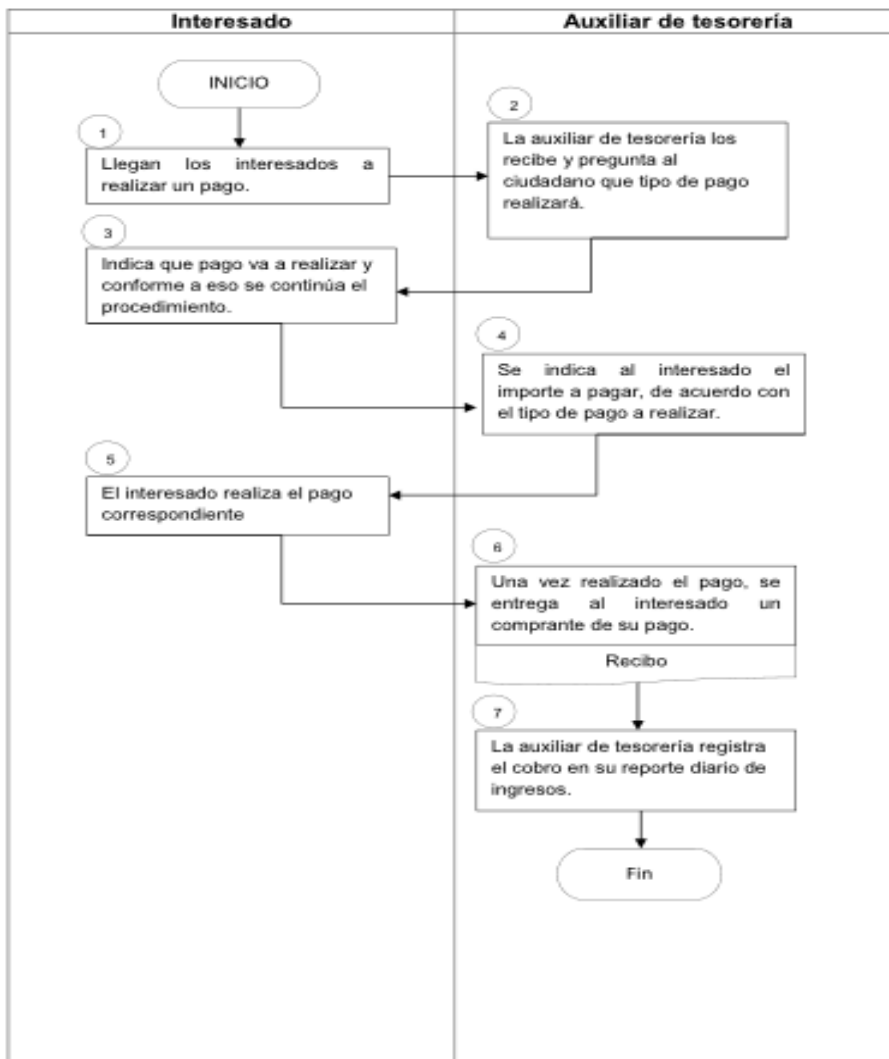 Interesado
Auxiliar de tesorería
INICIO
1
Llegan los interesados a
realizar un pago.
2
La auxiliar de tesorería los
recibe y pregunta al
ciudadano que tipo de pago
realizará.
3
Indica que pago va a realizar y
conforme a eso se continúa el
procedimiento.
4
Se indica al interesado el
importe a pagar, de acuerdo con
el tipo de pago a realizar.
5
El interesado realiza el pago
correspondiente
6
Una vez realizado el pago, se
entrega al interesado un
comprante de su pago.
Recibo
7
La auxiliar de tesorería registra
el cobro en su reporte diario de
ingresos.
Fin